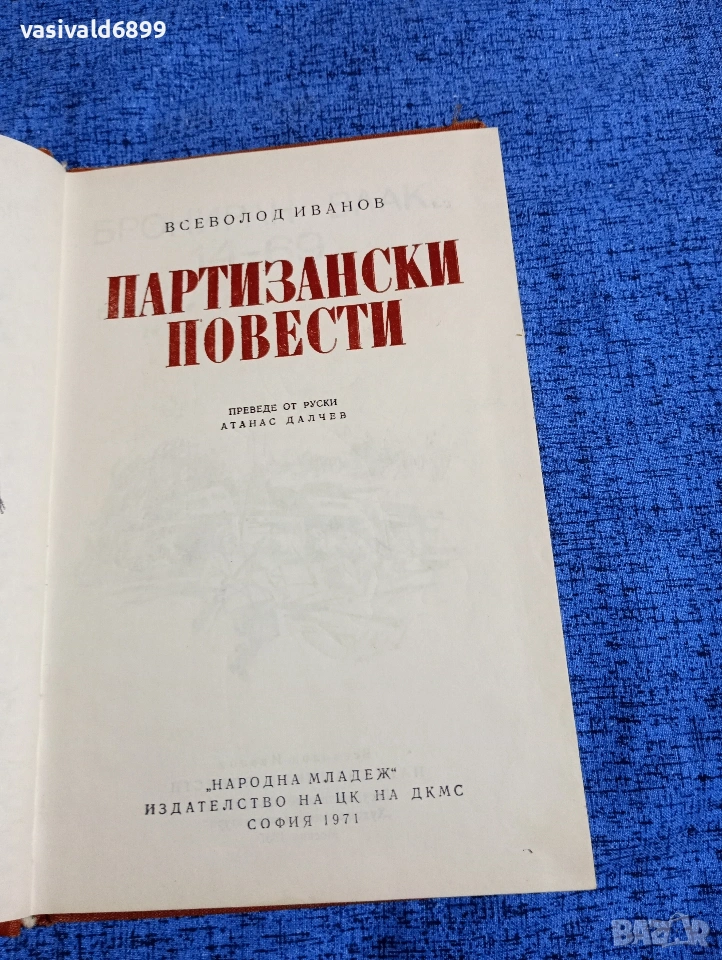 vasivald6899
ВСЕВОЛОД ИВАНОВ
ПАРТИЗАНСКИ
ПОВЕСТИ
ПРЕВЕДЕ ОТ РУСКИ
АТАНАС ДАЛЧЕВ
„НАРОДНА МЛАДЕЖ“
ИЗДАТЕЛСТВО НА ЦК НА ДКМС
СОФИЯ 1971
BAZAR